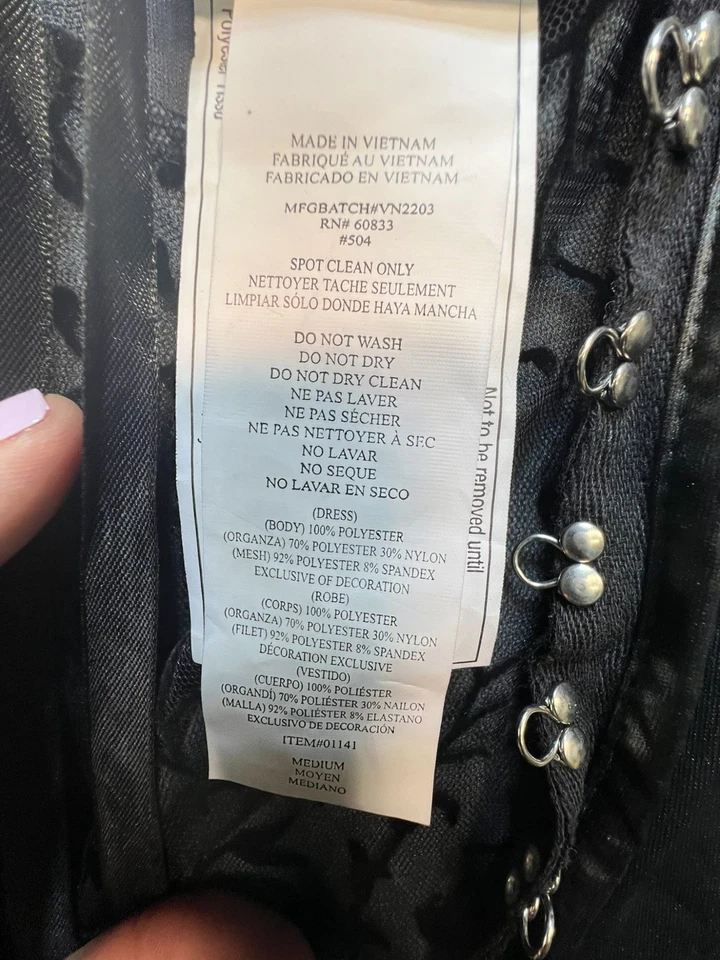 MADE IN VIETNAM
FABRIQUÉ AU VIETNAM
FABRICADO EN VIETNAM
MFGBATCH#VN2203
RN# 60833
#504
SPOT CLEAN ONLY
NETTOYER TACHE SEULEMENT
LIMPIAR SÓLO DONDE HAYA MANCHA
DO NOT WASH
DO NOT DRY
DO NOT DRY CLEAN
NE PAS LAVER
NE PAS SÉCHER
NE PAS NETTOYER À SEC
NO LAVAR
NO SEQUE
NO LAVAR EN SECO
(DRESS)
(BODY) 100% POLYESTER
(ORGANZA) 70% POLYESTER 30% NYLON
(MESH) 92% POLYESTER 8% SPANDEX
EXCLUSIVE OF DECORATION
(ROBE)
(CORPS) 100% POLYESTER
(ORGANZA) 70% POLYESTER 30% NYLON
(FILET) 92% POLYESTER 8% SPANDEX
DÉCORATION EXCLUSIVE
(VESTIDO)
(CUERPO) 100% POLIÉSTER
(ORGANDÍ) 70% POLIÉSTER 30% NAILON
(MALLA) 92% POLIÉSTER 8% ELASTANO
EXCLUSIVO DE DECORACIÓN
ITEM#01141
MEDIUM
MOYEN
MEDIANO
Not to be removed until